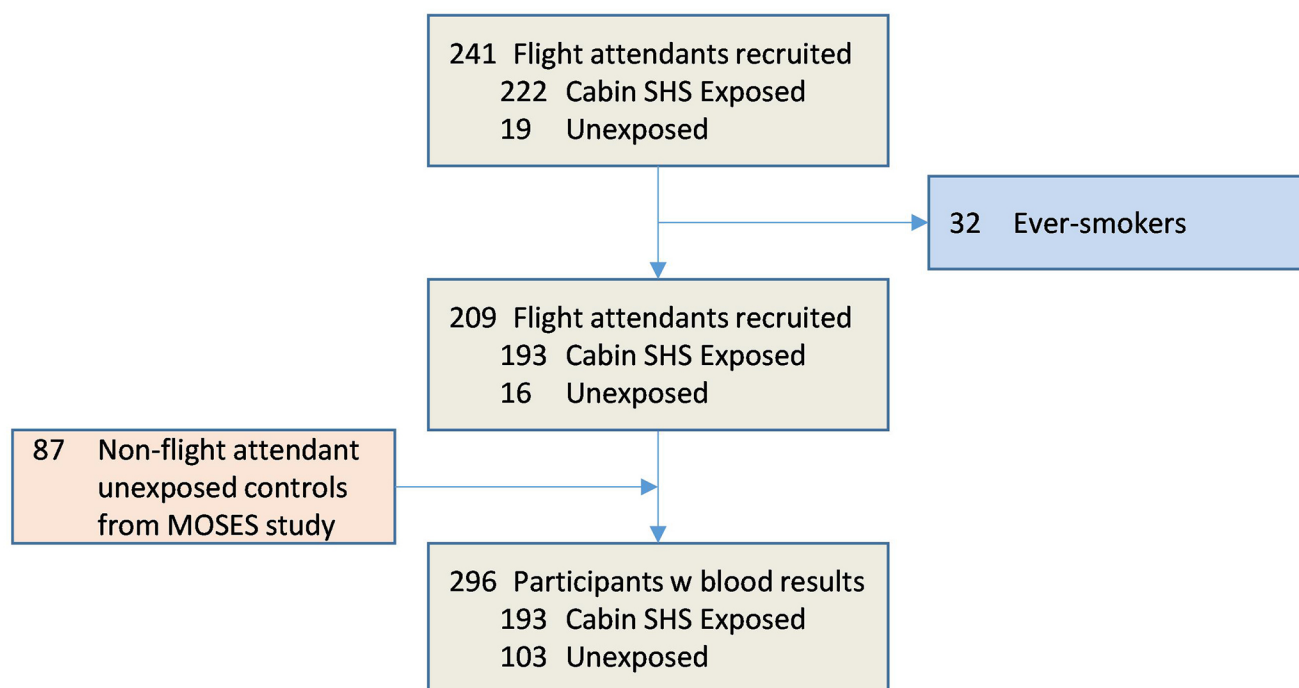 241 Flight attendants recruited
222 Cabin SHS Exposed
19 Unexposed
32 Ever-smokers
209 Flight attendants recruited
193 Cabin SHS Exposed
16 Unexposed
87 Non-flight attendant
unexposed controls
from MOSES study
296 Participants w blood results
193 Cabin SHS Exposed
103 Unexposed